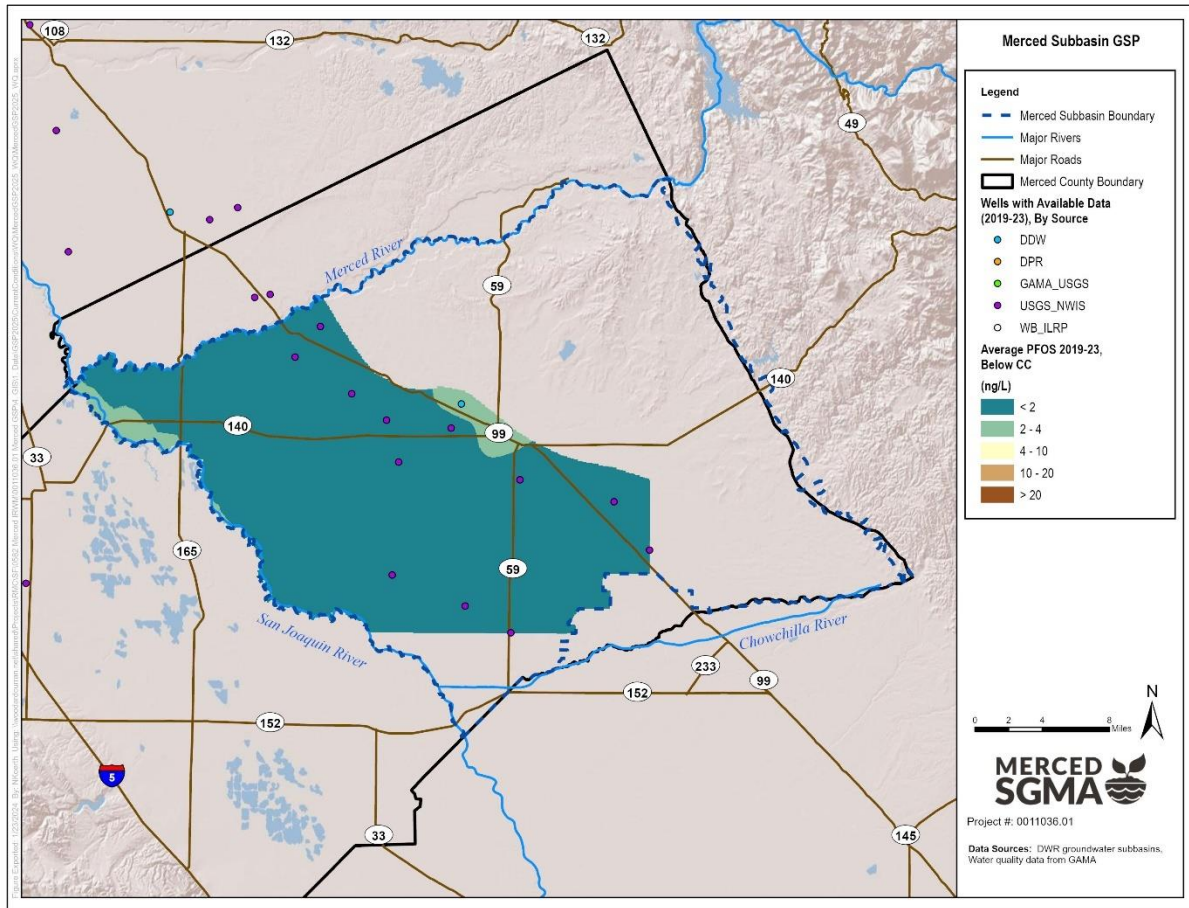 Merced Subbasin GSP
Legend
Merced Subbasin Boundary
Major Rivers
Major Roads
Merced County Boundary
Wells with Available Data
(2019-23), By Source
DDW
DPR
GAMA_USGS
USGS_NWIS
WB_ILRP
Average PFOS 2019-23,
Below CC
(ng/L)
< 2
2 - 4
4 - 10
10 - 20
> 20
N
0 2 4 8
Miles
MERCED
SGMA
Project #: 0011036.01
Data Sources: DWR groundwater subbasins,
Water quality data from GAMA
108
132
132
49
Merced River
59
140
140
99
33
165
59
San Joaquin River
Chowchilla River
233
99
152
152
5
33
145